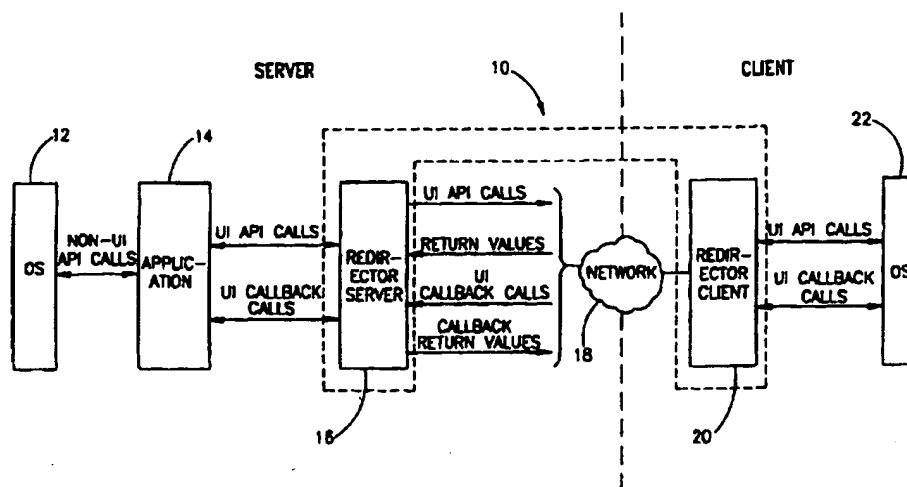 SERVER
10
CLIENT
12
14
22
OS
NON-UI
API CALLS
APPLIC-
ATION
UI API CALLS
UI CALLBACK
CALLS
REDIR-
ECTOR
SERVER
UI API CALLS
RETURN VALUES
UI
CALLBACK CALLS
CALLBACK
RETURN VALUES
NETWORK
18
REDIR-
ECTOR
CLIENT
UI API CALLS
UI CALLBACK
CALLS
OS
16
20